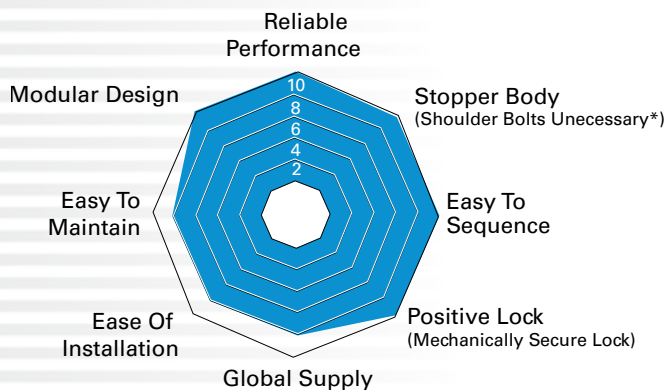 Reliable
Performance
Modular Design
10
8
6
4
2
Stopper Body
(Shoulder Bolts Unecessary*)
Easy To
Maintain
Easy To
Sequence
Ease Of
Installation
Positive Lock
(Mechanically Secure Lock)
Global Supply